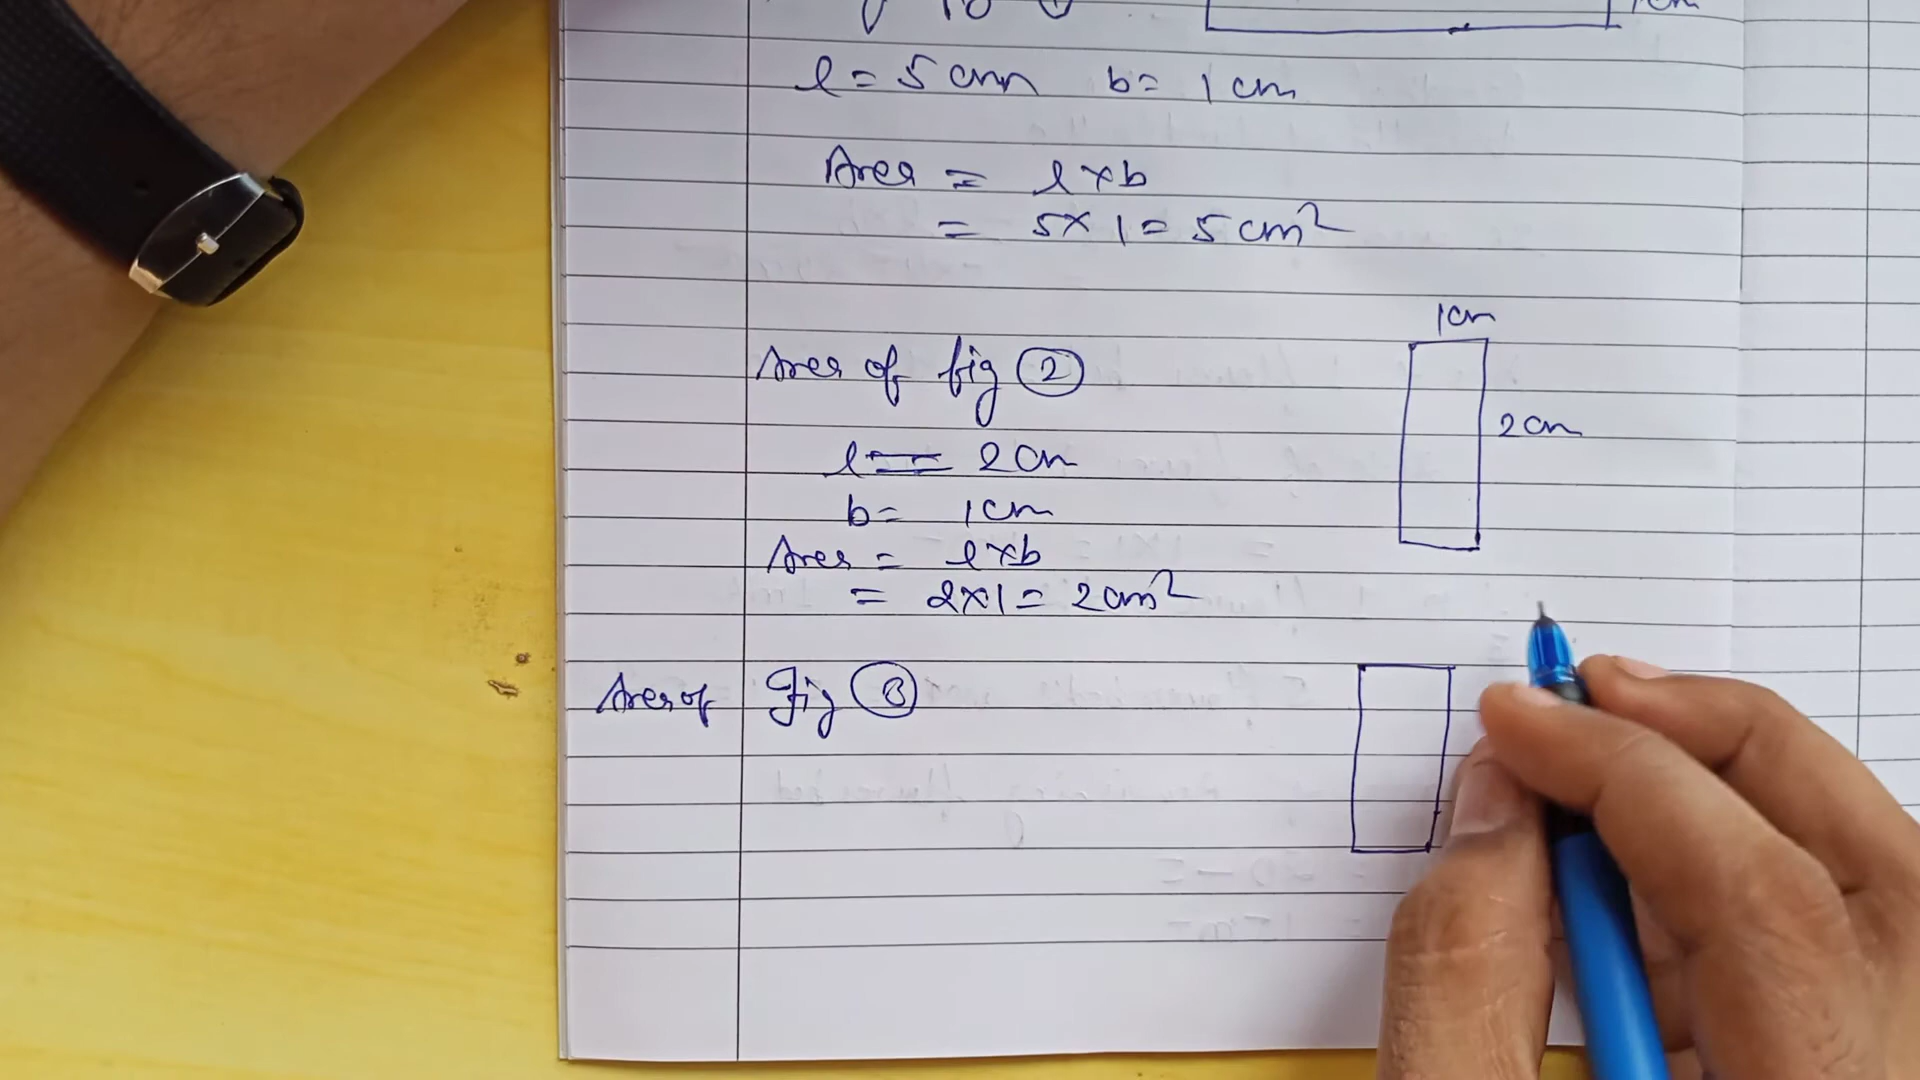 1cm
l = 5 cm b = 1 cm
Area = l × b
= 5 × 1 = 5 cm²
1cm
Area of fig ②
2 cm
l = 2 cm
b = 1 cm
Area = l × b
= 2 × 1 = 2 cm²
Area of Fig ③